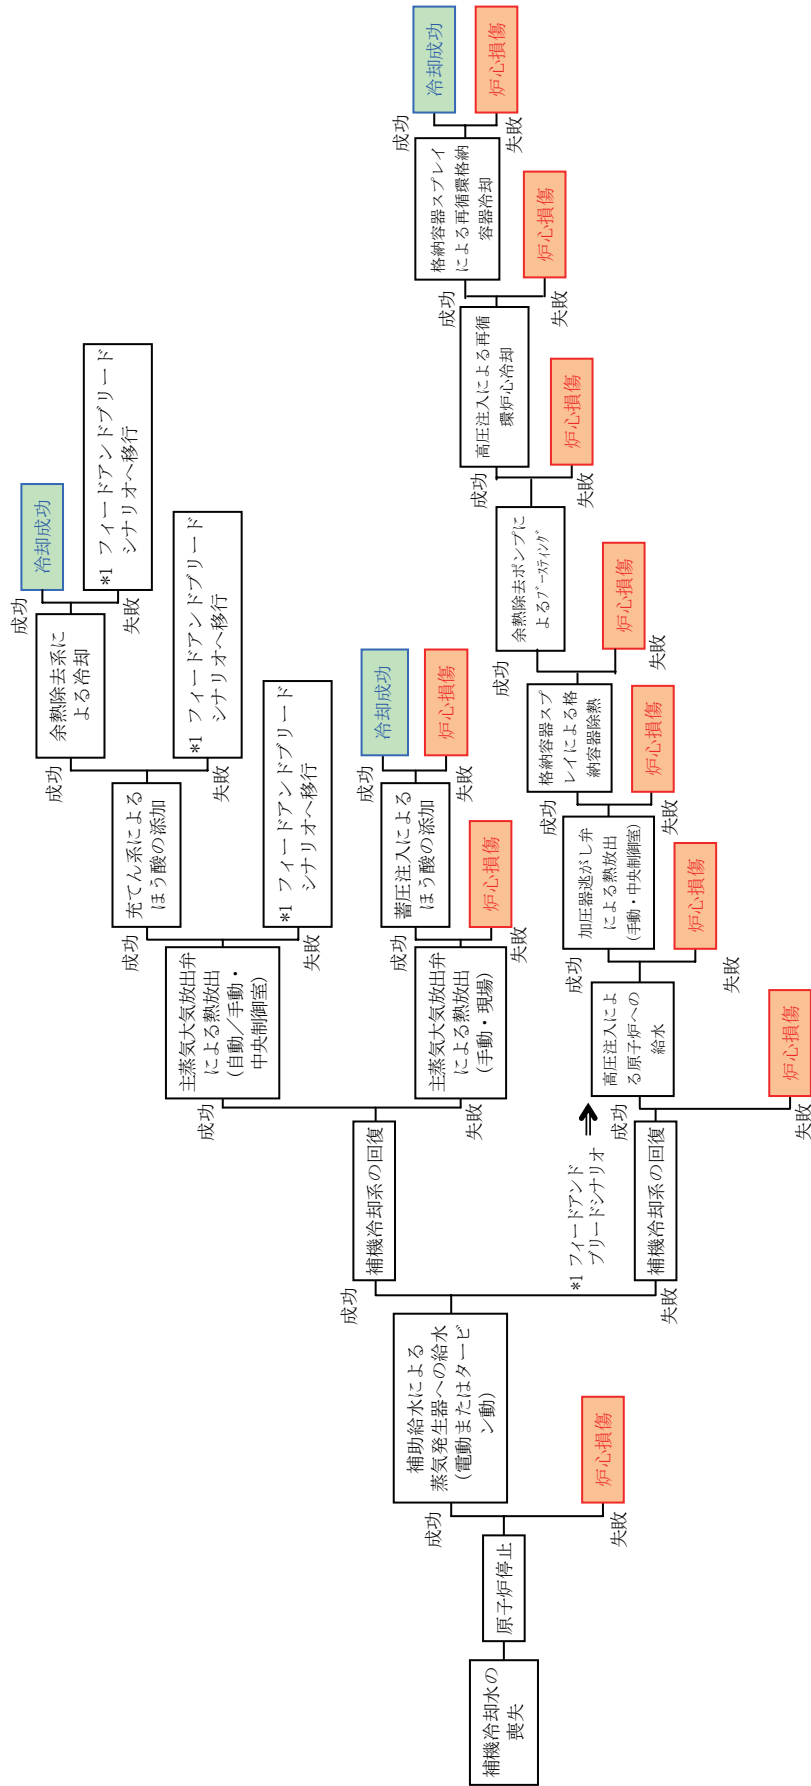 補機冷却水の
喪失
原子炉停止
成功
失敗
炉心損傷
補助給水による
蒸気発生器への給水
（電動またはタービ
ン動）
成功
失敗
補機冷却系の回復
成功
失敗
主蒸気大気放出弁
による熱放出
（自動／手動・
中央制御室）
成功
失敗
*1 フィードアンドブリード
シナリオへ移行
充てん系による
ほう酸の添加
成功
失敗
*1 フィードアンドブリード
シナリオへ移行
余熱除去系に
よる冷却
成功
冷却成功
失敗
*1 フィードアンドブリード
シナリオへ移行
主蒸気大気放出弁
による熱放出
（手動・現場）
成功
失敗
炉心損傷
蓄圧注入による
ほう酸の添加
成功
冷却成功
失敗
炉心損傷
補機冷却系の回復
成功
失敗
炉心損傷
*1 フィードアンド
ブリードシナリオ
⇒
高圧注入によ
る原子炉への
給水
成功
失敗
炉心損傷
加圧器逃がし弁
による熱放出
（手動・中央制御室）
成功
失敗
炉心損傷
格納容器スプ
レイによる格
納容器除熱
成功
失敗
炉心損傷
余熱除去ポンプに
よるﾌﾞｰｽﾃｨﾝｸﾞ
成功
失敗
炉心損傷
高圧注入による再循
環炉心冷却
成功
失敗
炉心損傷
格納容器スプレイ
による再循環格納
容器冷却
成功
冷却成功
失敗
炉心損傷